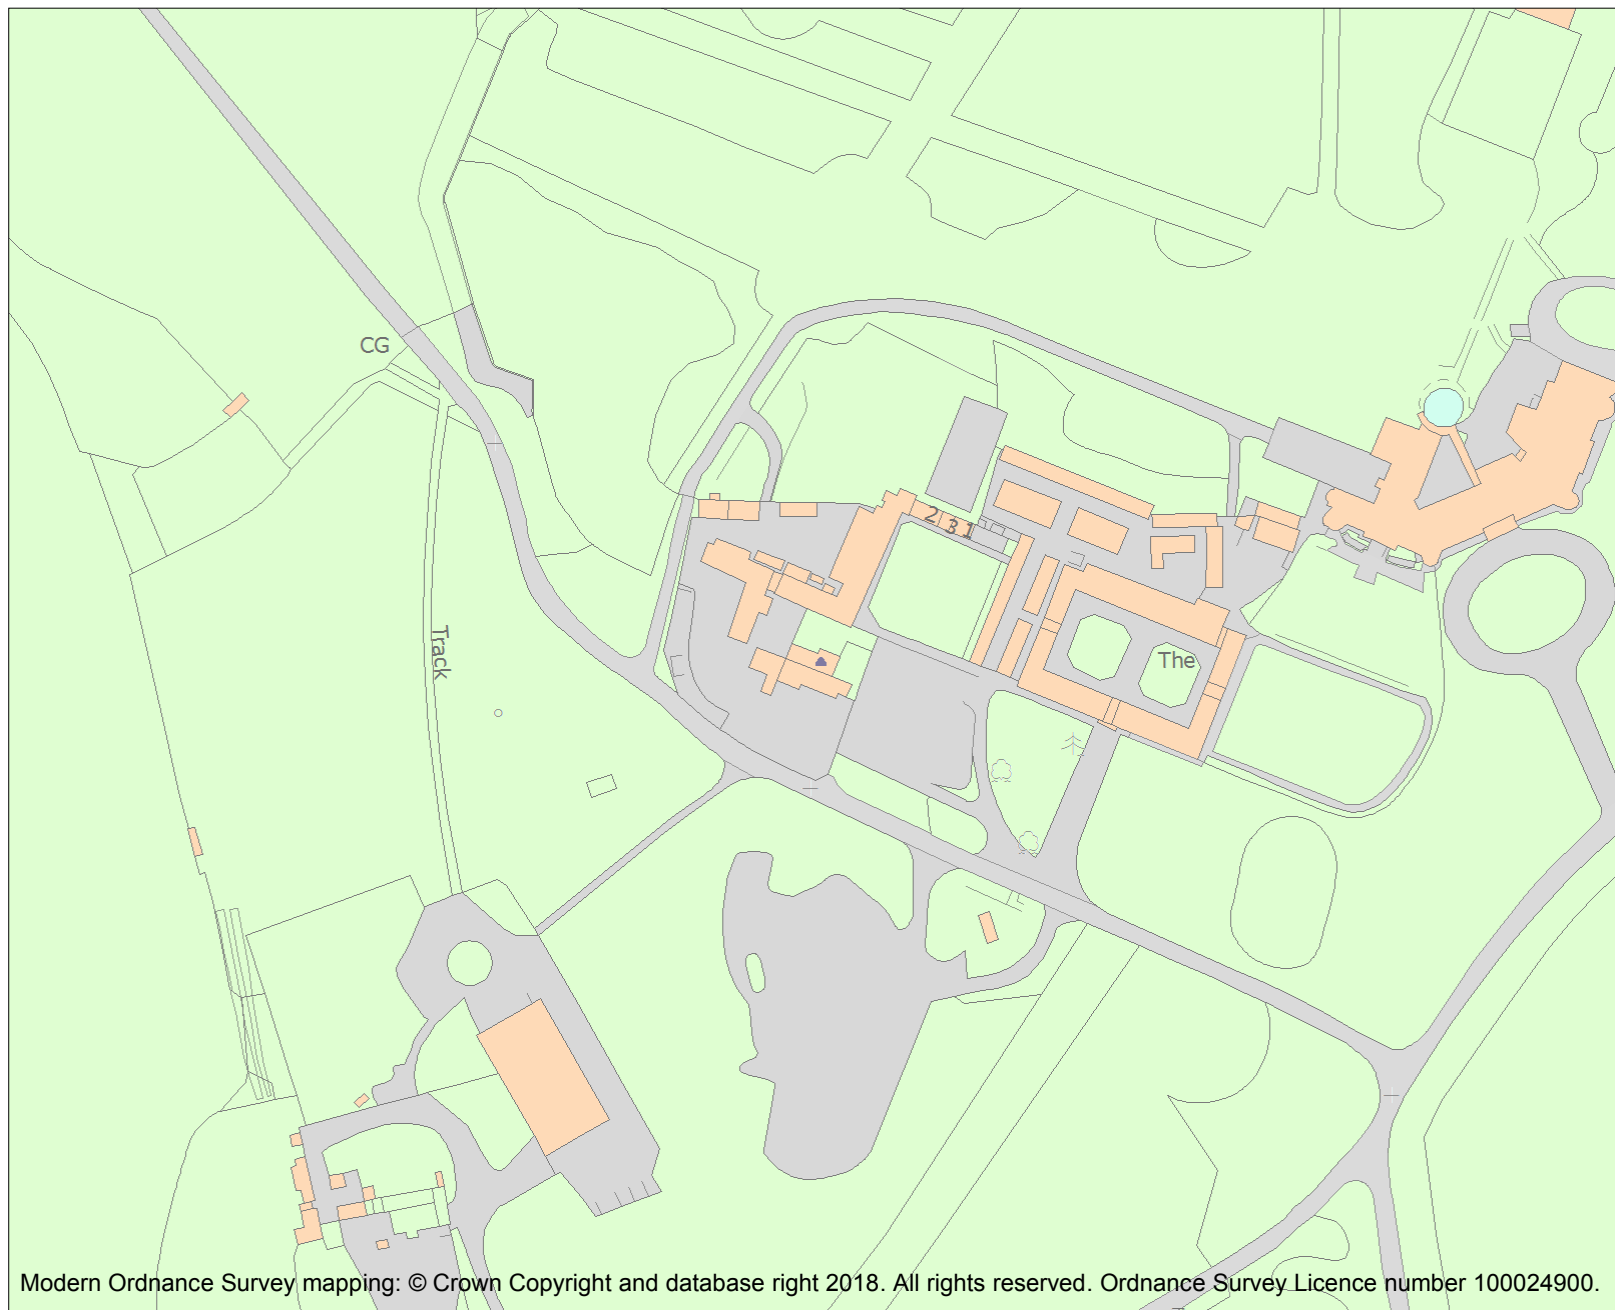 CG
2 3 1
The
Track
Modern Ordnance Survey mapping: © Crown Copyright and database right 2018. All rights reserved. Ordnance Survey Licence number 100024900.